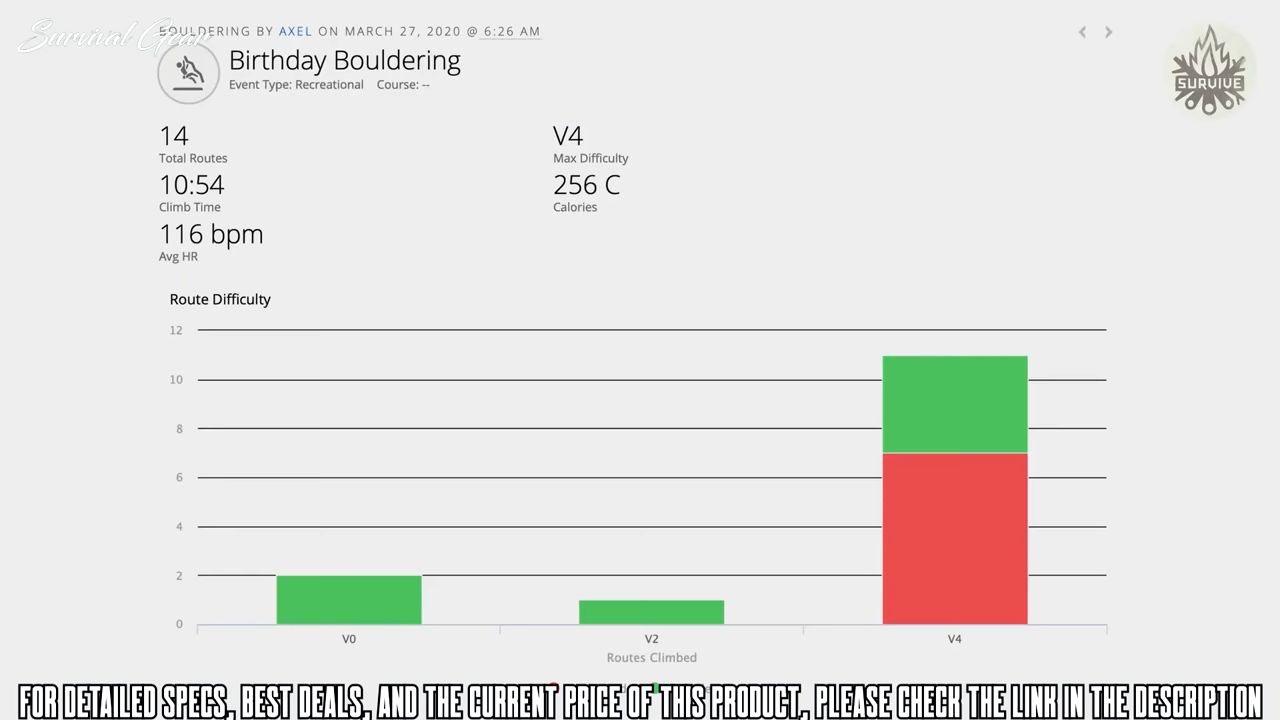 Survival Gear
BOULDERING BY AXEL ON MARCH 27, 2020 @ 6:26 AM
SURVIVE
Birthday Bouldering
Event Type: Recreational Course: --
14
Total Routes
V4
Max Difficulty
10:54
Climb Time
256 C
Calories
116 bpm
Avg HR
Route Difficulty
12
10
8
6
4
2
0
V0 V2 V4
Routes Climbed
FOR DETAILED SPECS, BEST DEALS, AND THE CURRENT PRICE OF THIS PRODUCT, PLEASE CHECK THE LINK IN THE DESCRIPTION